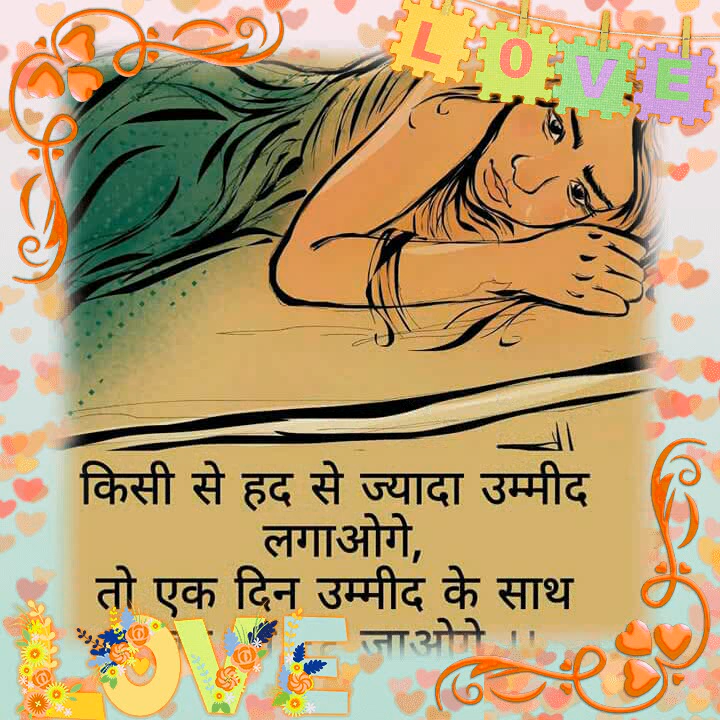 LOVE
किसी से हद से ज्यादा उम्मीद
लगाओगे,
तो एक दिन उम्मीद के साथ
जाओगे ।।
LOVE